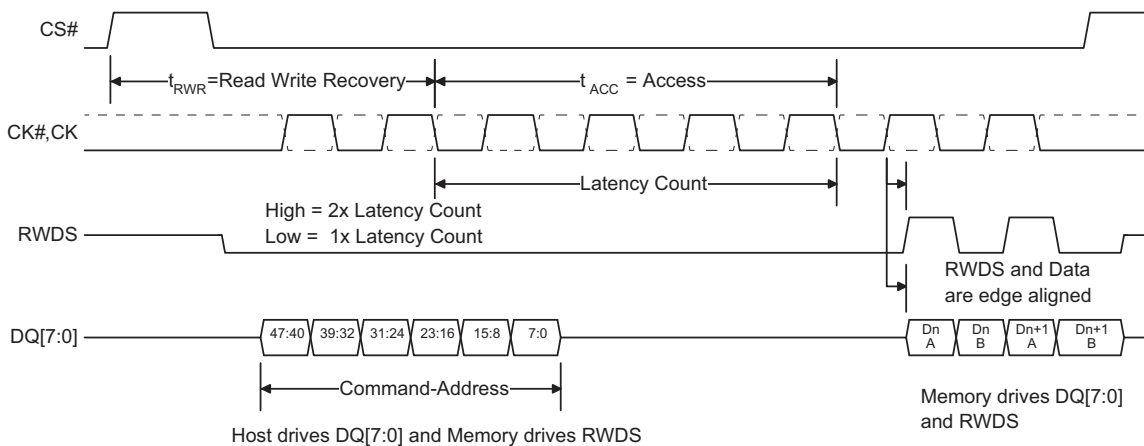 CS#
tRWR=Read Write Recovery
tACC = Access
CK#,CK
Latency Count
High = 2x Latency Count
Low = 1x Latency Count
RWDS
RWDS and Data
are edge aligned
DQ[7:0]
47:40 39:32 31:24 23:16 15:8 7:0
Dn A
Dn B
Dn+1 A
Dn+1 B
Command-Address
Memory drives DQ[7:0]
and RWDS
Host drives DQ[7:0] and Memory drives RWDS